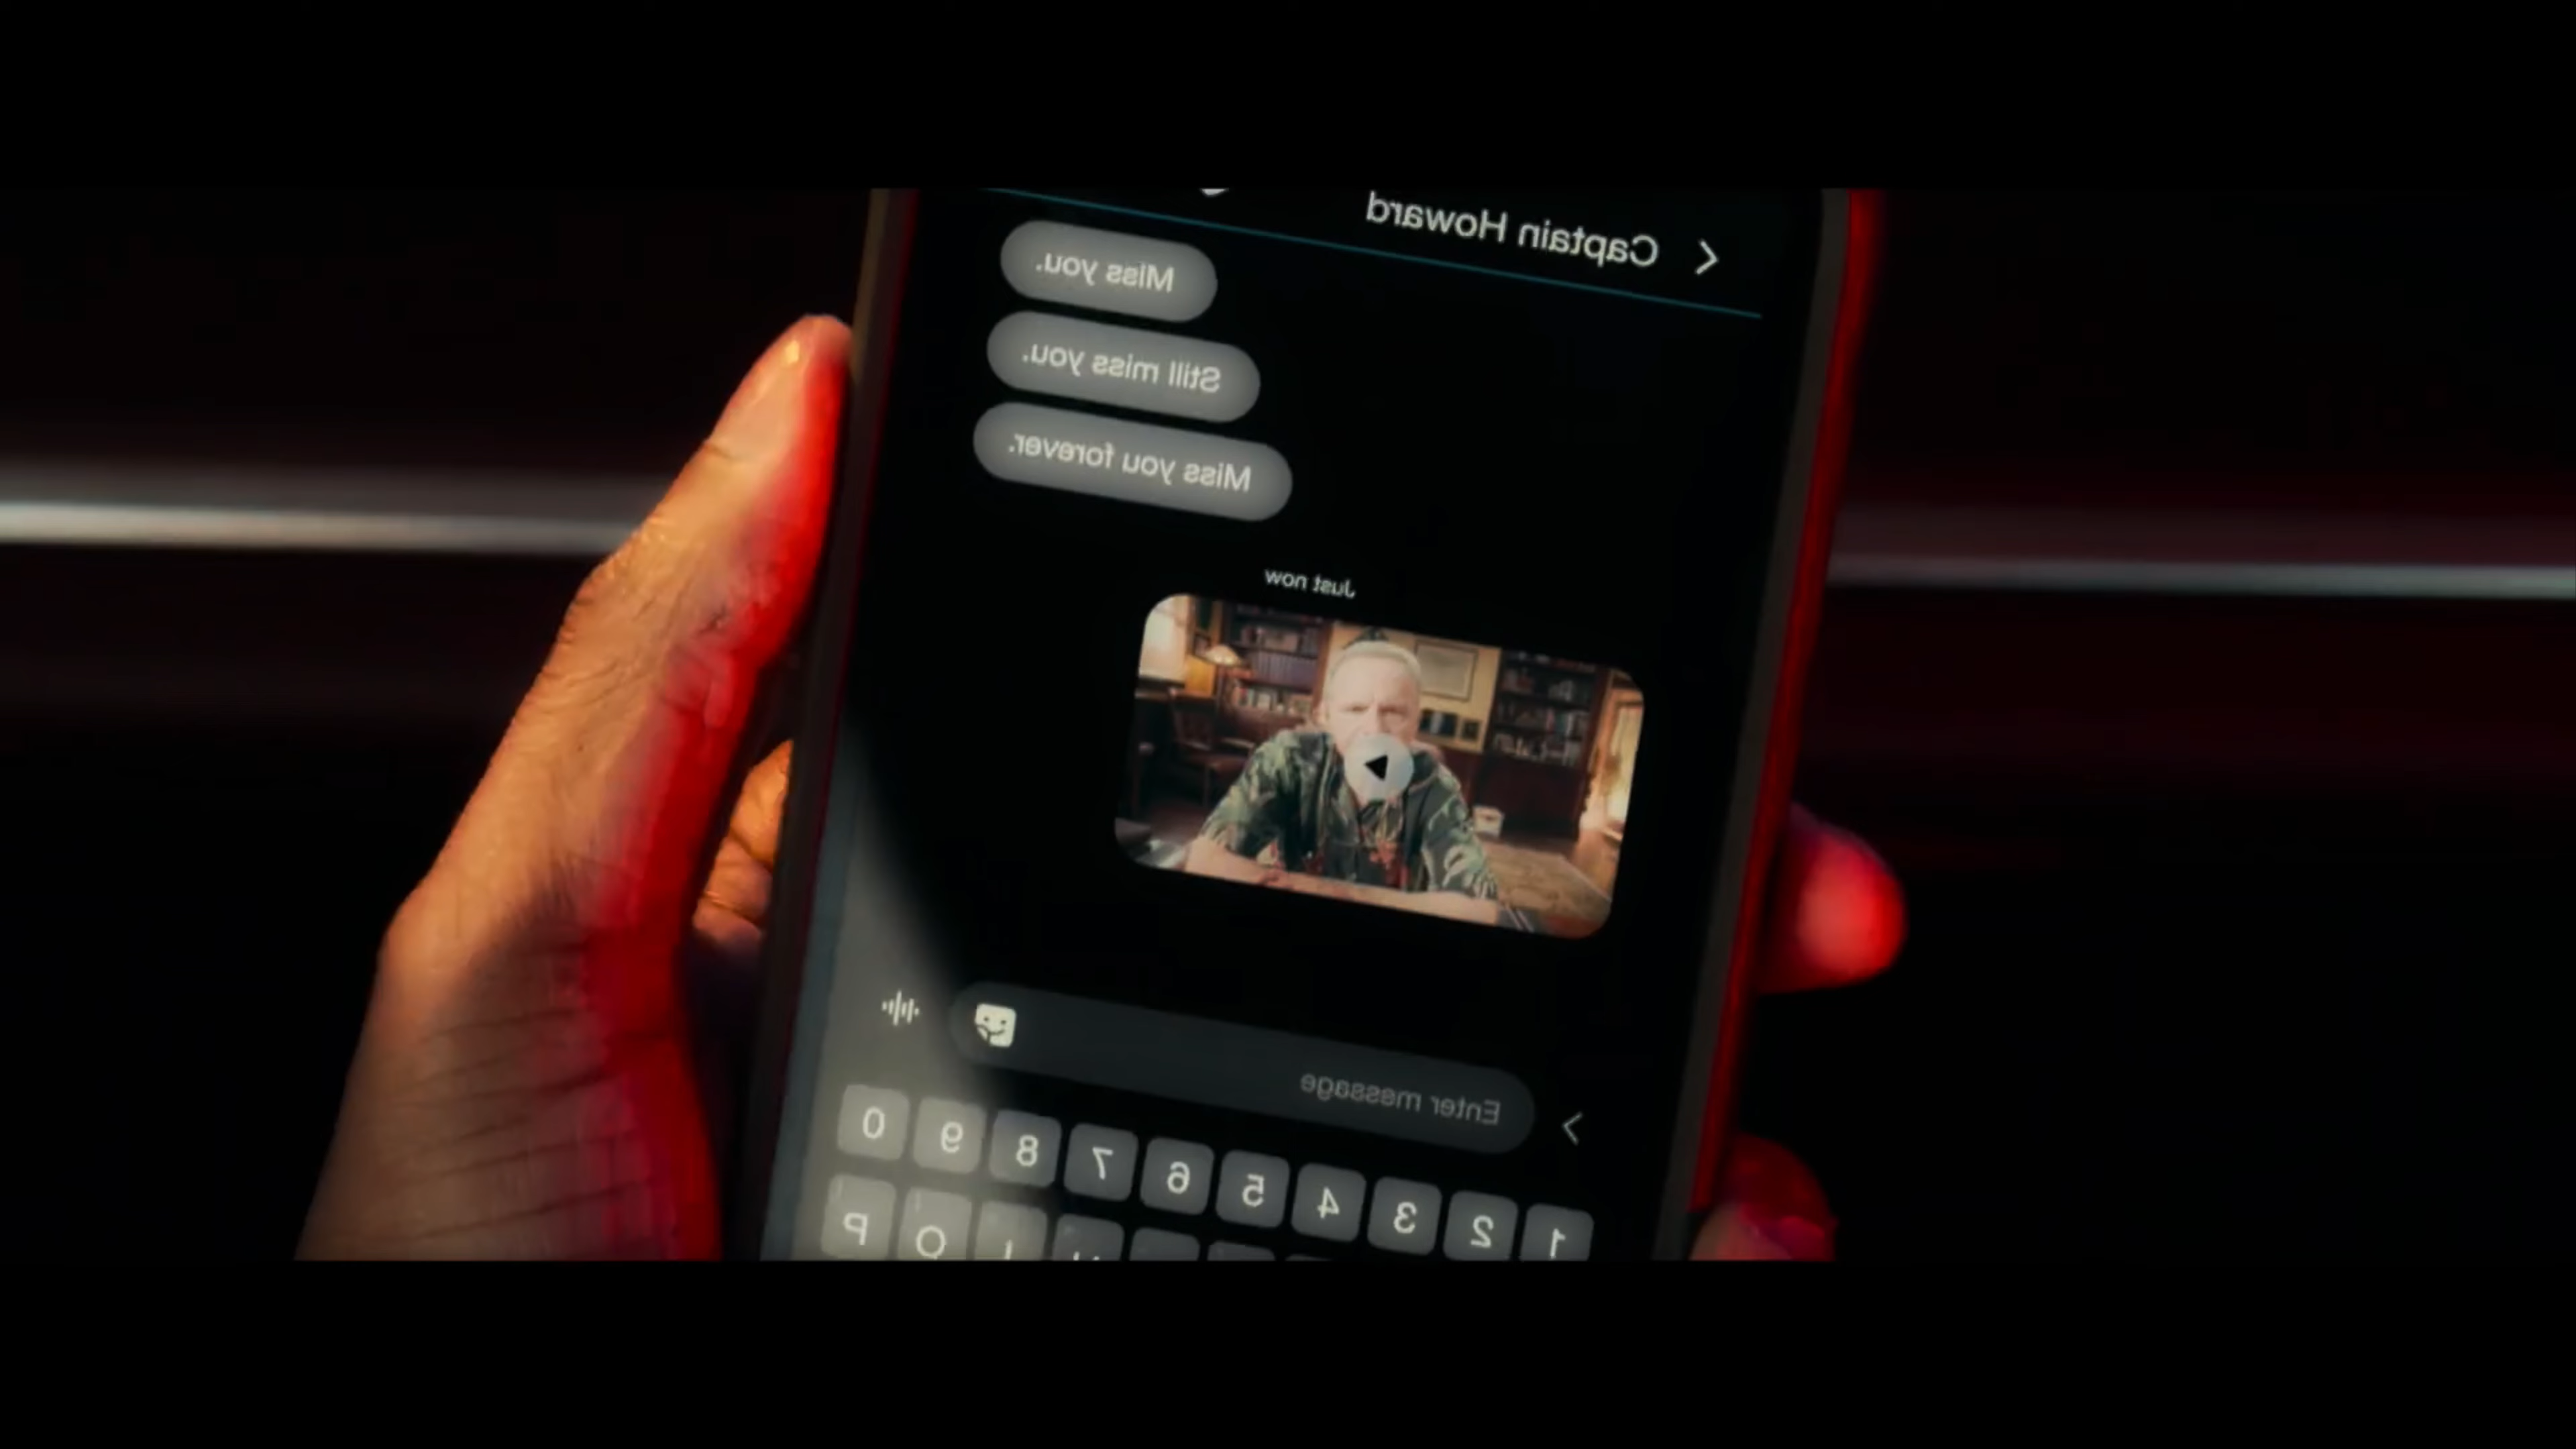 Captain Howard
Miss you.
Still miss you.
Miss you forever.
Just now
Enter message
1 2 3 4 5 6 7 8 9 0
O P